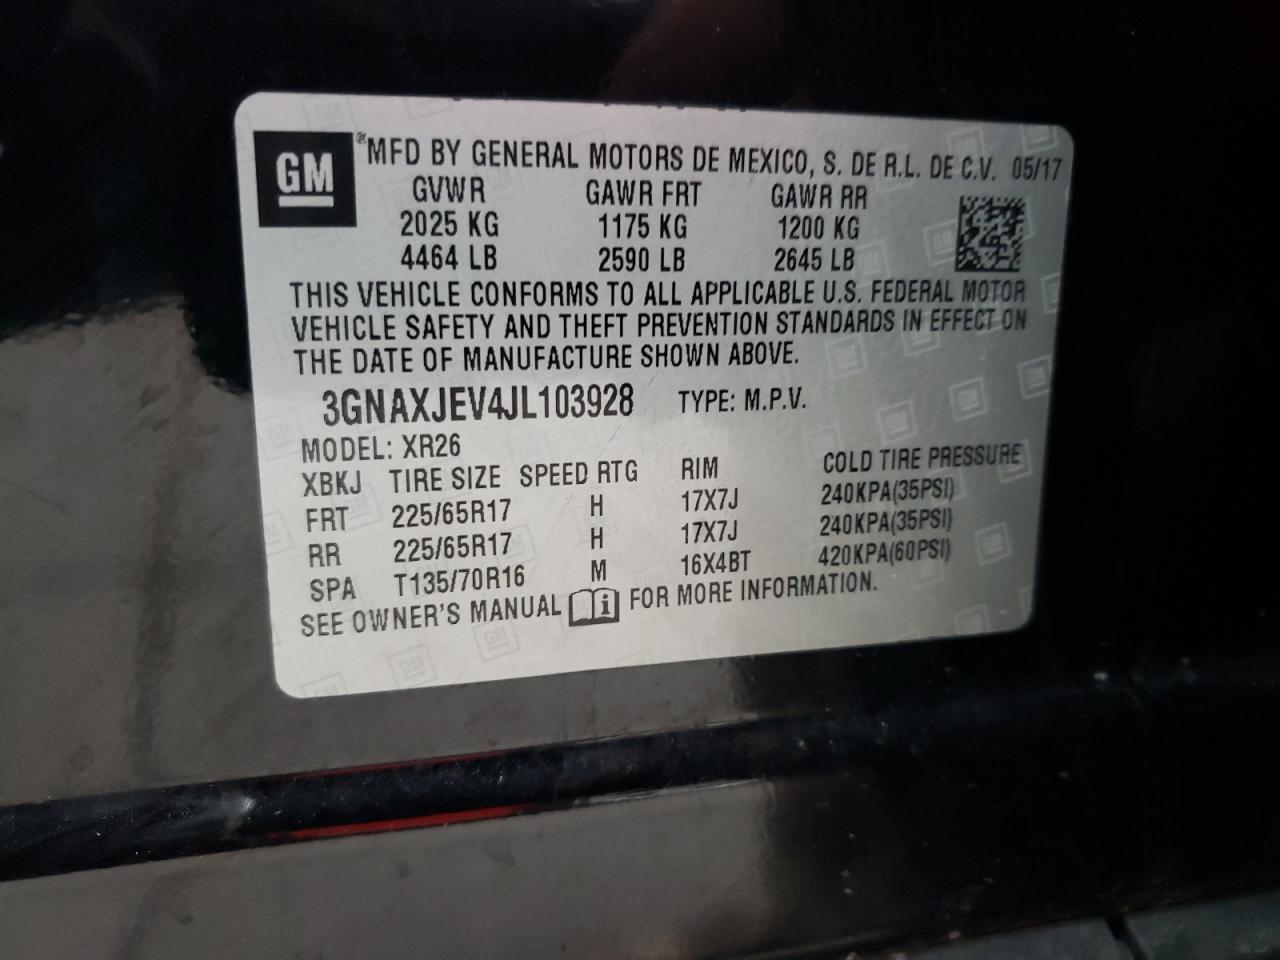 GM
®MFD BY GENERAL MOTORS DE MEXICO, S. DE R.L. DE C.V. 05/17
GVWR GAWR FRT GAWR RR
2025 KG 1175 KG 1200 KG
4464 LB 2590 LB 2645 LB
THIS VEHICLE CONFORMS TO ALL APPLICABLE U.S. FEDERAL MOTOR
VEHICLE SAFETY AND THEFT PREVENTION STANDARDS IN EFFECT ON
THE DATE OF MANUFACTURE SHOWN ABOVE.
3GNAXJEV4JL103928 TYPE: M.P.V.
MODEL: XR26
XBKJ TIRE SIZE SPEED RTG RIM COLD TIRE PRESSURE
FRT 225/65R17 H 17X7J 240KPA(35PSI)
RR 225/65R17 H 17X7J 240KPA(35PSI)
SPA T135/70R16 M 16X4BT 420KPA(60PSI)
SEE OWNER'S MANUAL i FOR MORE INFORMATION.